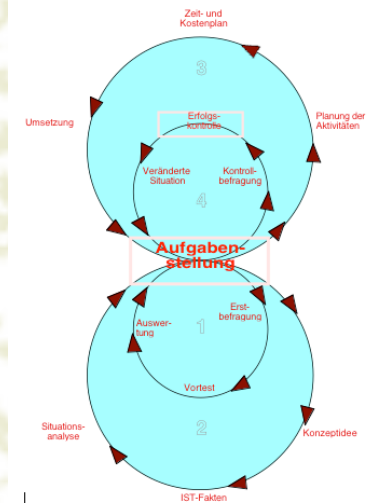 Zeit- und
Kostenplan
3
Umsetzung
Erfolgs-
kontrolle
Planung der
Aktivitäten
Veränderte
Situation
Kontroll-
befragung
4
Aufgaben-
stellung
1
Erst-
befragung
Auswer-
tung
Vortest
2
Situations-
analyse
Konzeptidee
IST-Fakten